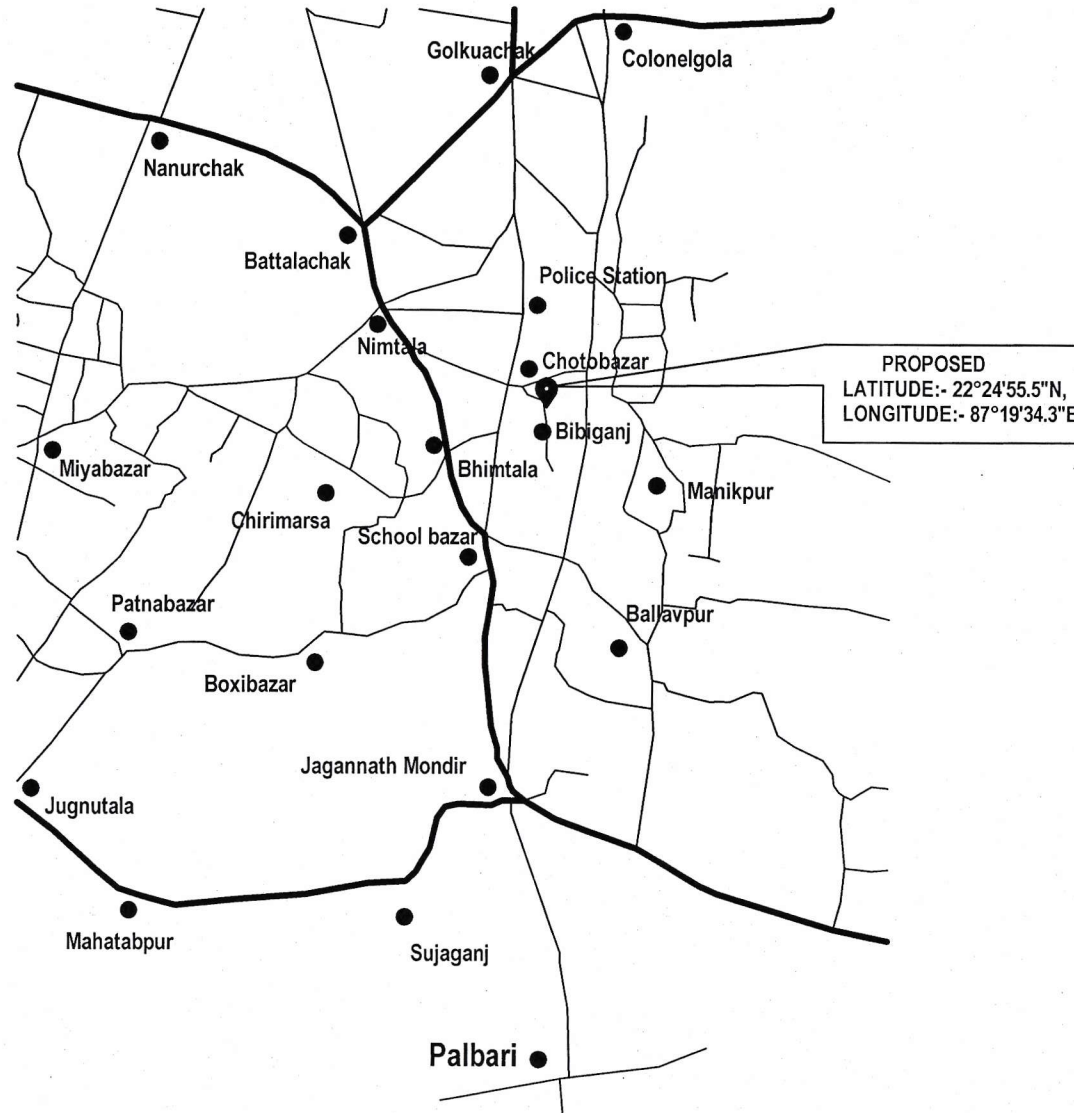 Golkuachak
Colonelgola
Nanurchak
Battalachak
Police Station
Nimtala
Chotobazar
PROPOSED
LATITUDE:- 22°24'55.5"N,
LONGITUDE:- 87°19'34.3"E
Bibiganj
Bhimtala
Miyabazar
Manikpur
Chirimarsa
School bazar
Patnabazar
Ballavpur
Boxibazar
Jagannath Mondir
Jugnutala
Mahatabpur
Sujaganj
Palbari